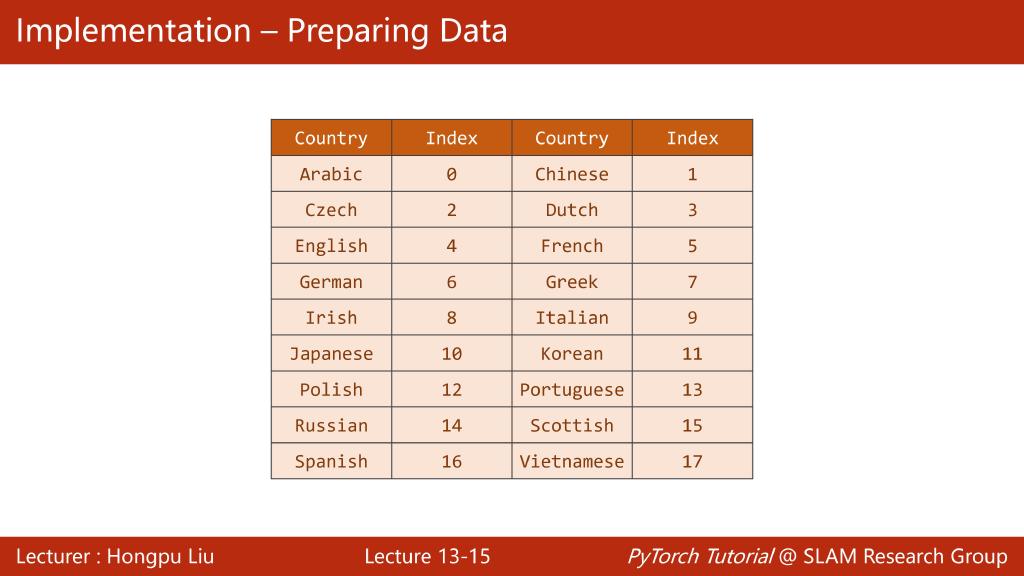 Implementation – Preparing Data
Country Index Country Index
Arabic 0 Chinese 1
Czech 2 Dutch 3
English 4 French 5
German 6 Greek 7
Irish 8 Italian 9
Japanese 10 Korean 11
Polish 12 Portuguese 13
Russian 14 Scottish 15
Spanish 16 Vietnamese 17
Lecturer : Hongpu Liu Lecture 13-15 PyTorch Tutorial @ SLAM Research Group